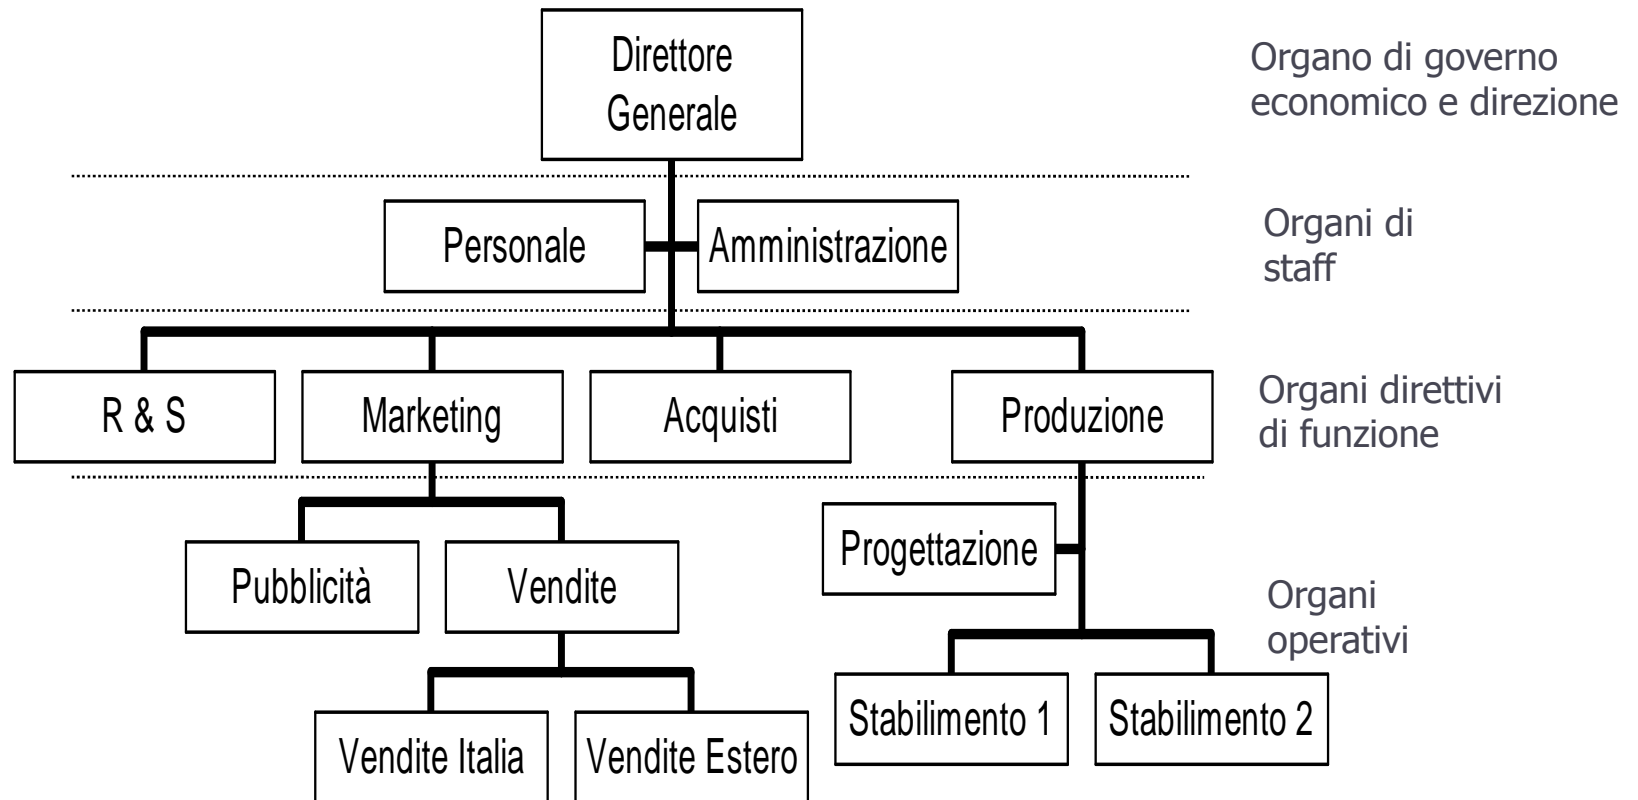 Direttore
Generale
Organo di governo
economico e direzione
Personale
Amministrazione
Organi di
staff
R & S
Marketing
Acquisti
Produzione
Organi direttivi
di funzione
Pubblicità
Vendite
Progettazione
Organi
operativi
Vendite Italia
Vendite Estero
Stabilimento 1
Stabilimento 2